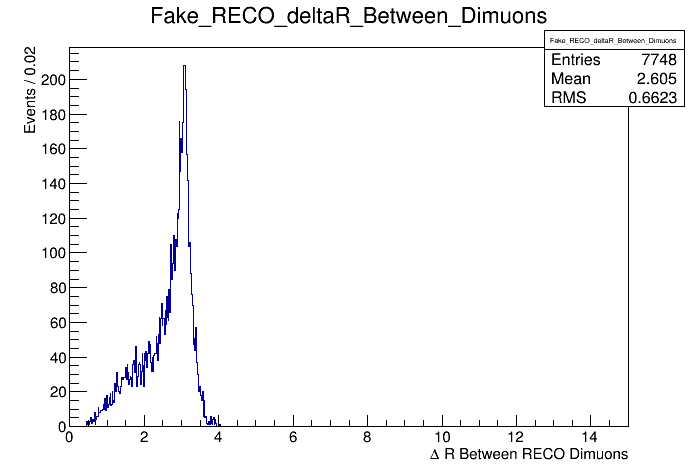 Fake_RECO_deltaR_Between_Dimuons
Fake_RECO_deltaR_Between_Dimuons
Entries 7748
Mean 2.605
RMS 0.6623
Events / 0.02
200
180
160
140
120
100
80
60
40
20
0
0 2 4 6 8 10 12 14
Δ R Between RECO Dimuons